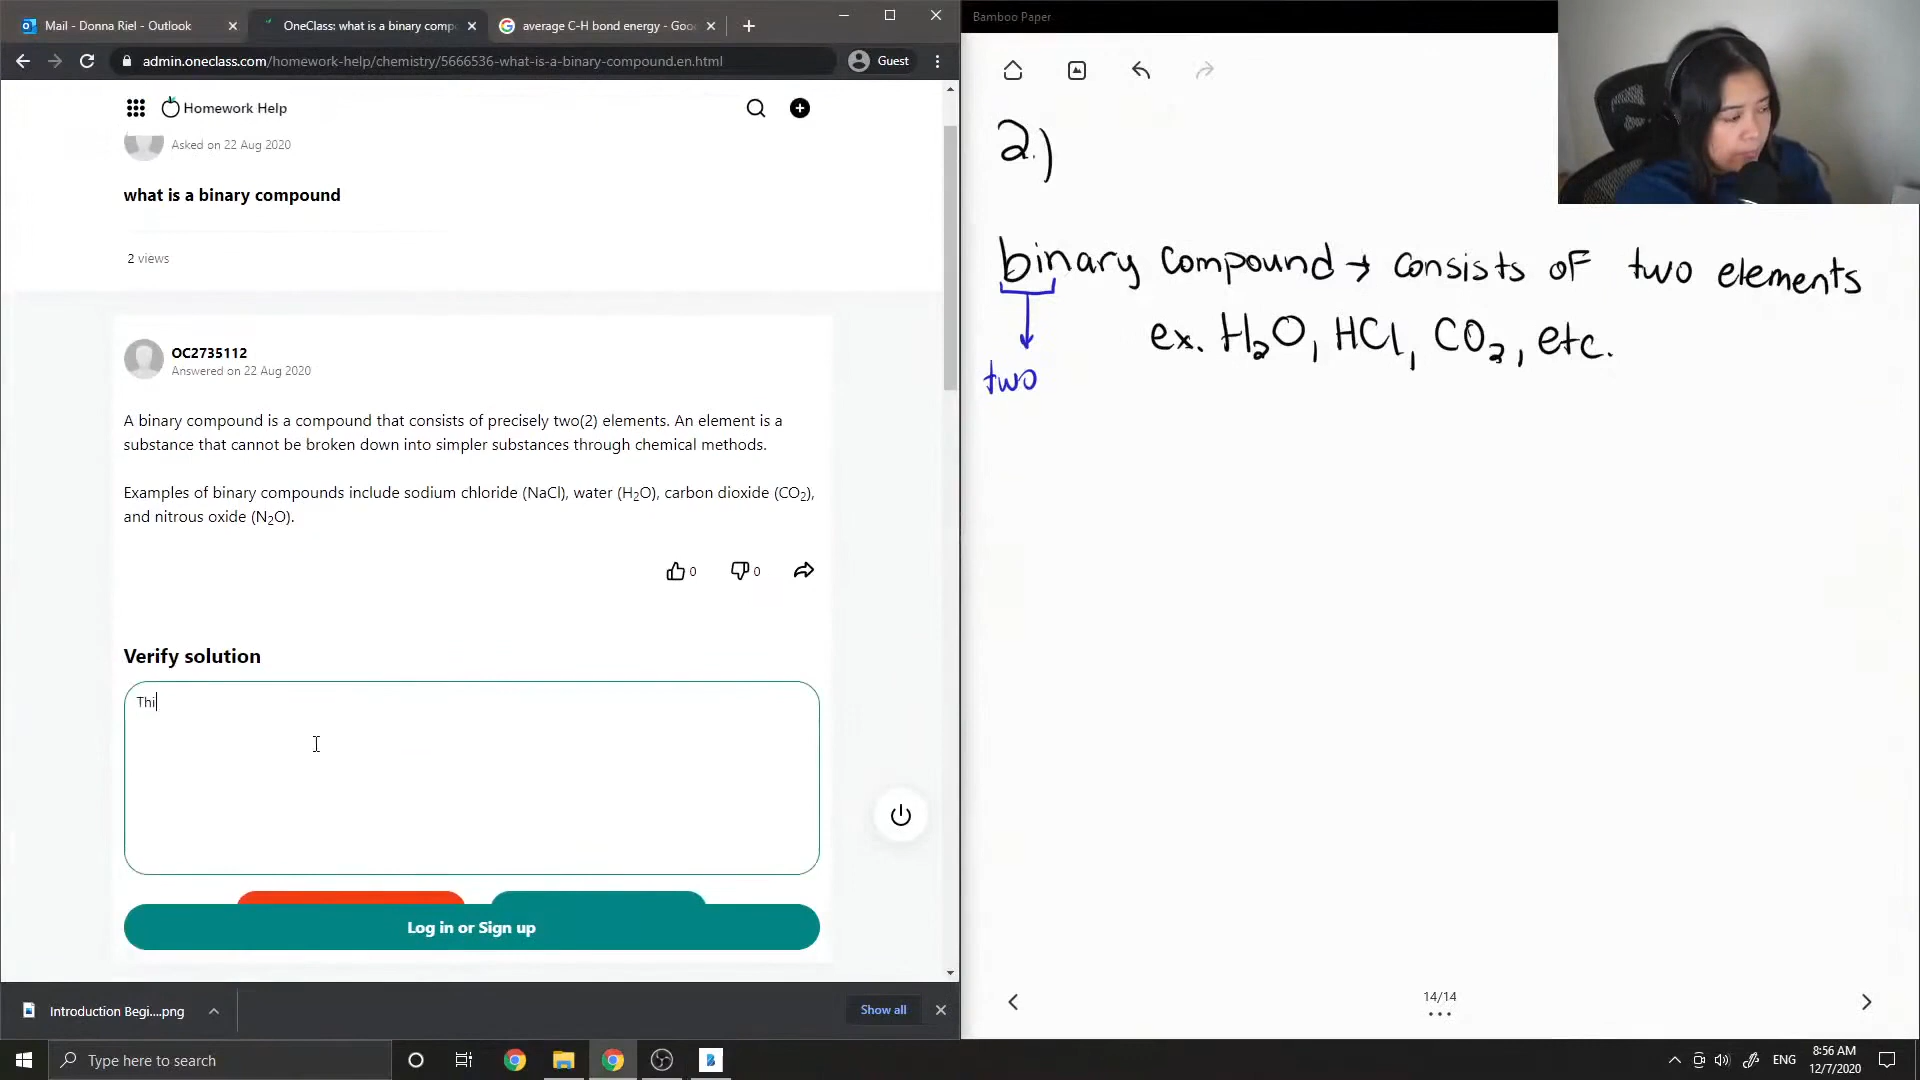 Mail - Donna Riel - Outlook
OneClass: what is a binary comp
average C-H bond energy - Goo
admin.oneclass.com/homework-help/chemistry/5666536-what-is-a-binary-compound.en.html
Guest
Homework Help
Asked on 22 Aug 2020
what is a binary compound
2 views
OC2735112
Answered on 22 Aug 2020
A binary compound is a compound that consists of precisely two(2) elements. An element is a
substance that cannot be broken down into simpler substances through chemical methods.
Examples of binary compounds include sodium chloride (NaCl), water (H₂O), carbon dioxide (CO₂),
and nitrous oxide (N₂O).
0
0
Verify solution
Thi
Log in or Sign up
Introduction Begi....png
Show all
Bamboo Paper
2.)
binary compound → consists of two elements
ex. H₂O, HCl, CO₂, etc.
two
14/14
Type here to search
ENG
8:56 AM
12/7/2020